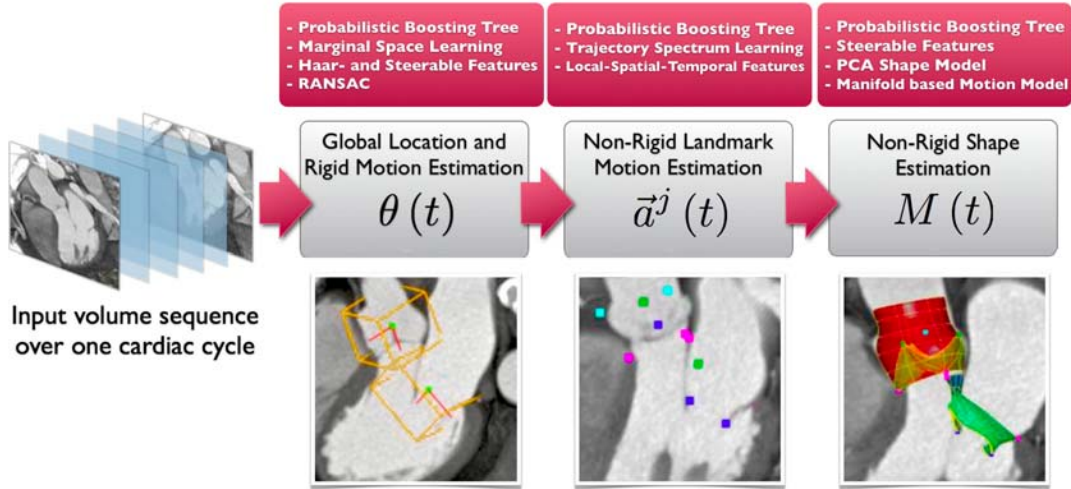 - Probabilistic Boosting Tree
- Marginal Space Learning
- Haar- and Steerable Features
- RANSAC
- Probabilistic Boosting Tree
- Trajectory Spectrum Learning
- Local-Spatial-Temporal Features
- Probabilistic Boosting Tree
- Steerable Features
- PCA Shape Model
- Manifold based Motion Model
Input volume sequence
over one cardiac cycle
Global Location and
Rigid Motion Estimation
θ (t)
Non-Rigid Landmark
Motion Estimation
a⃗ʲ (t)
Non-Rigid Shape
Estimation
M (t)